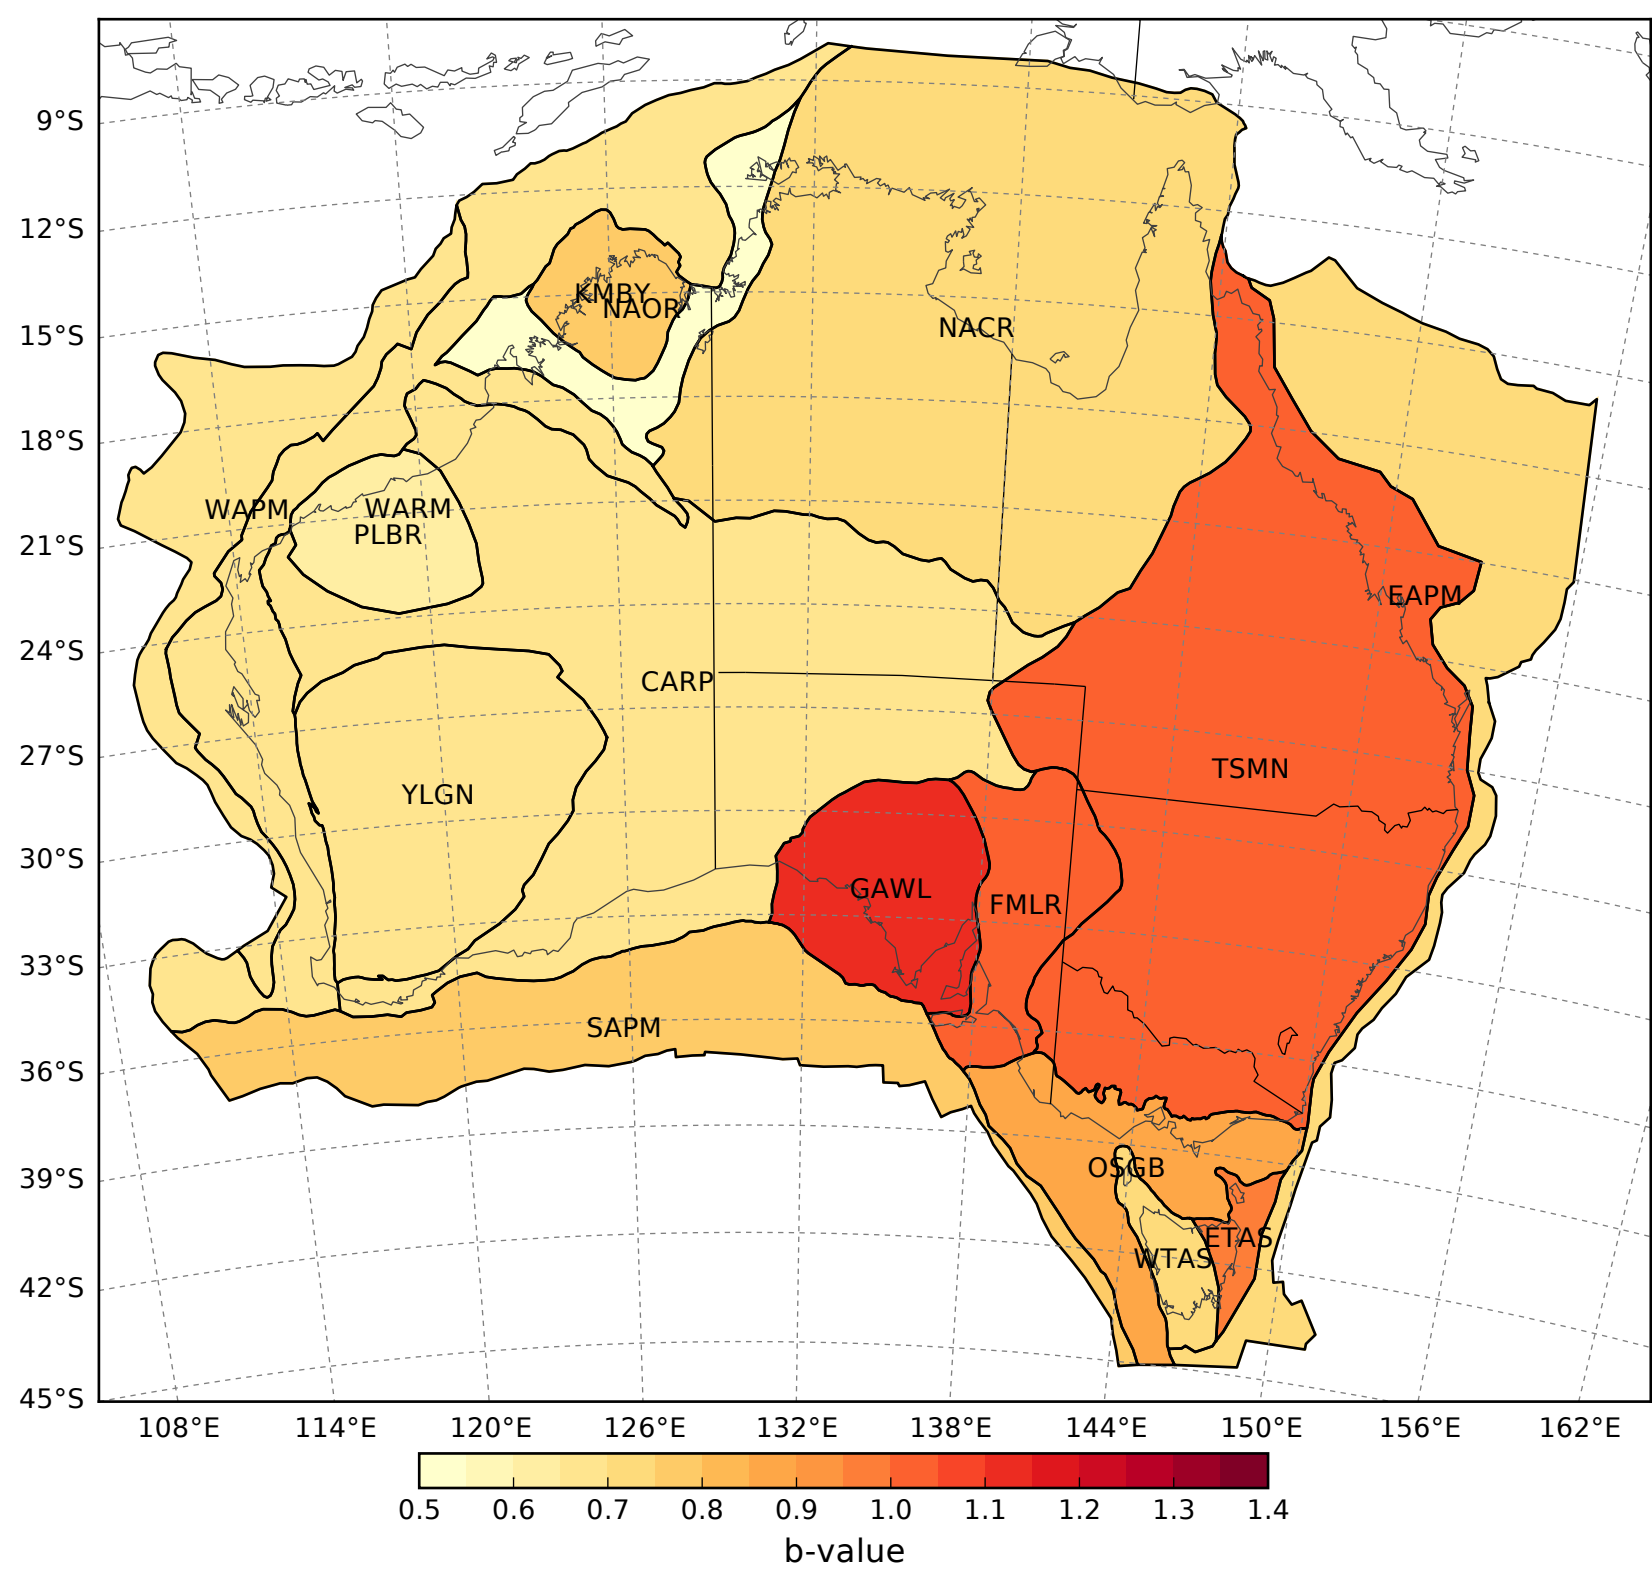 9°S
12°S
KMBY
NAOR
15°S
NACR
18°S
WAPM
WARM
PLBR
21°S
EAPM
24°S
CARP
27°S
TSMN
YLGN
30°S
GAWL
FMLR
33°S
SAPM
36°S
OSGB
39°S
ETAS
WTAS
42°S
45°S
108°E 114°E 120°E 126°E 132°E 138°E 144°E 150°E 156°E 162°E
0.5 0.6 0.7 0.8 0.9 1.0 1.1 1.2 1.3 1.4
b-value